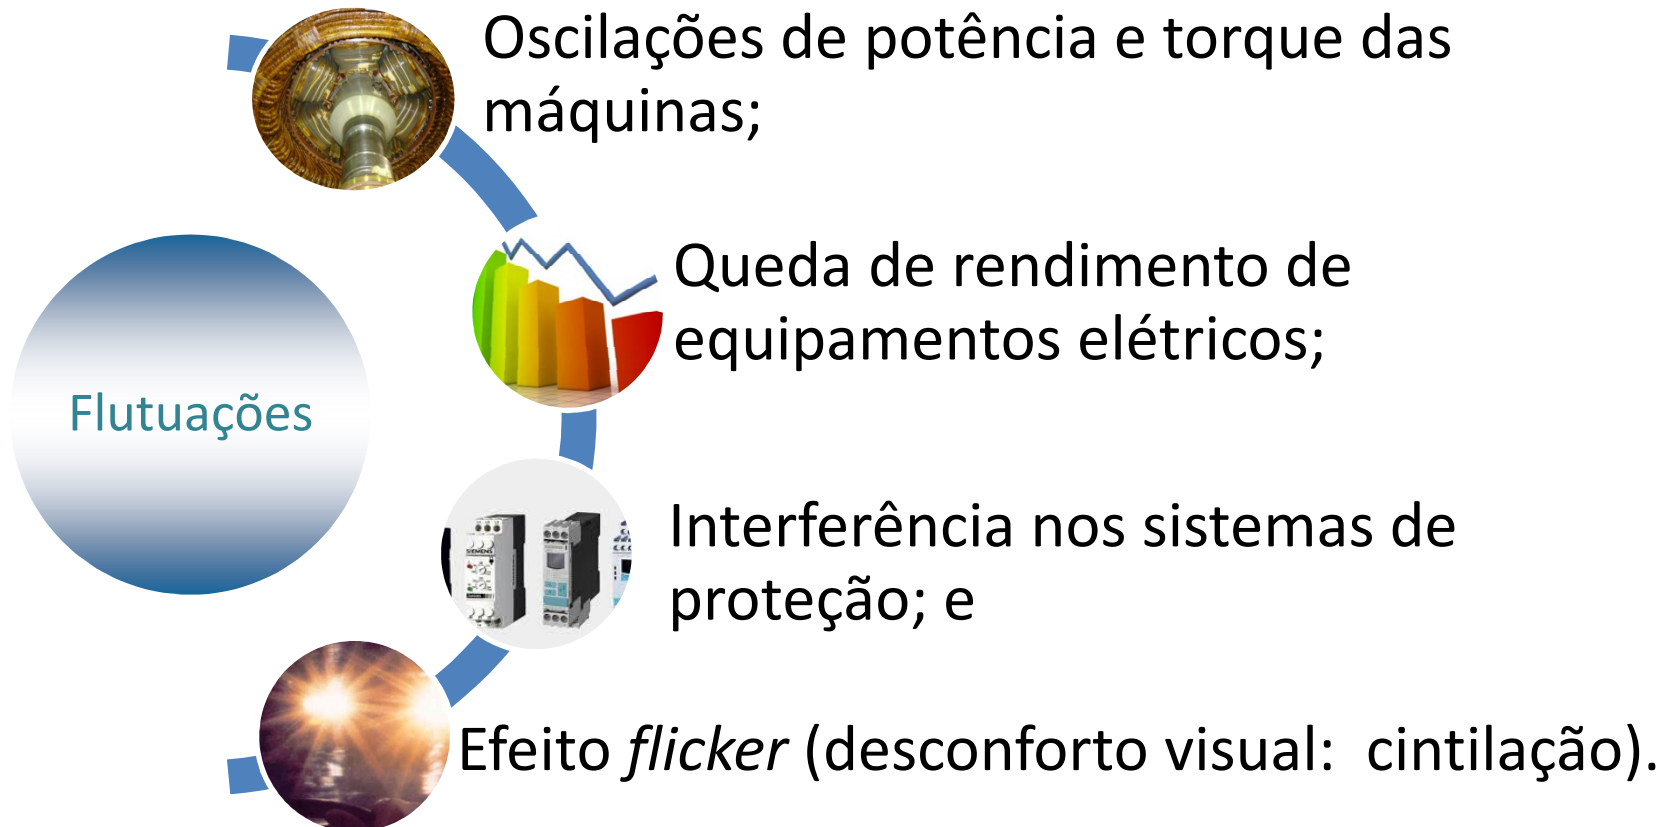 Oscilações de potência e torque das
máquinas;
Queda de rendimento de
equipamentos elétricos;
Flutuações
SIEMENS
Interferência nos sistemas de
proteção; e
Efeito flicker (desconforto visual: cintilação).